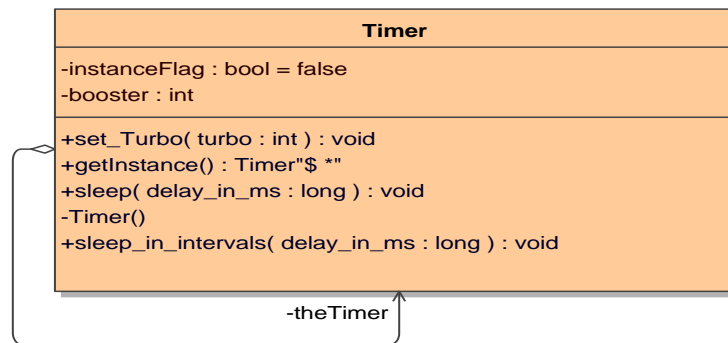 Timer
-instanceFlag : bool = false
-booster : int
+set_Turbo( turbo : int ) : void
+getInstance() : Timer"$ *"
+sleep( delay_in_ms : long ) : void
-Timer()
+sleep_in_intervals( delay_in_ms : long ) : void
-theTimer